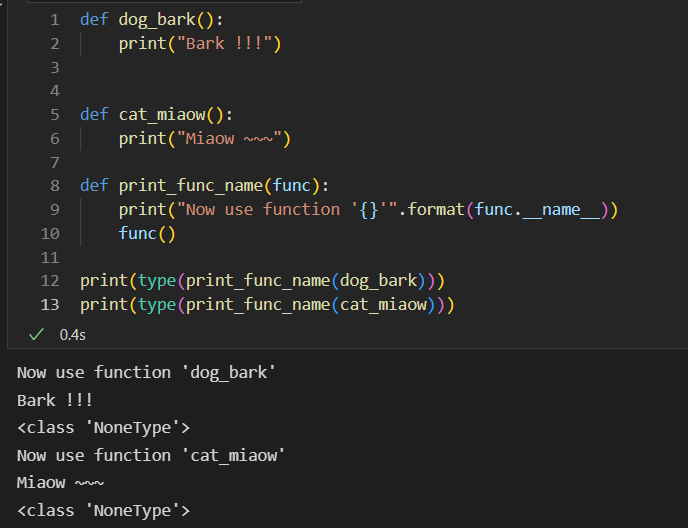 1 def dog_bark():
2     print("Bark !!!")
3
4
5 def cat_miaow():
6     print("Miaow ~~~")
7
8 def print_func_name(func):
9     print("Now use function '{}'".format(func.__name__))
10     func()
11
12 print(type(print_func_name(dog_bark)))
13 print(type(print_func_name(cat_miaow)))
0.4s
Now use function 'dog_bark'
Bark !!!
<class 'NoneType'>
Now use function 'cat_miaow'
Miaow ~~~
<class 'NoneType'>